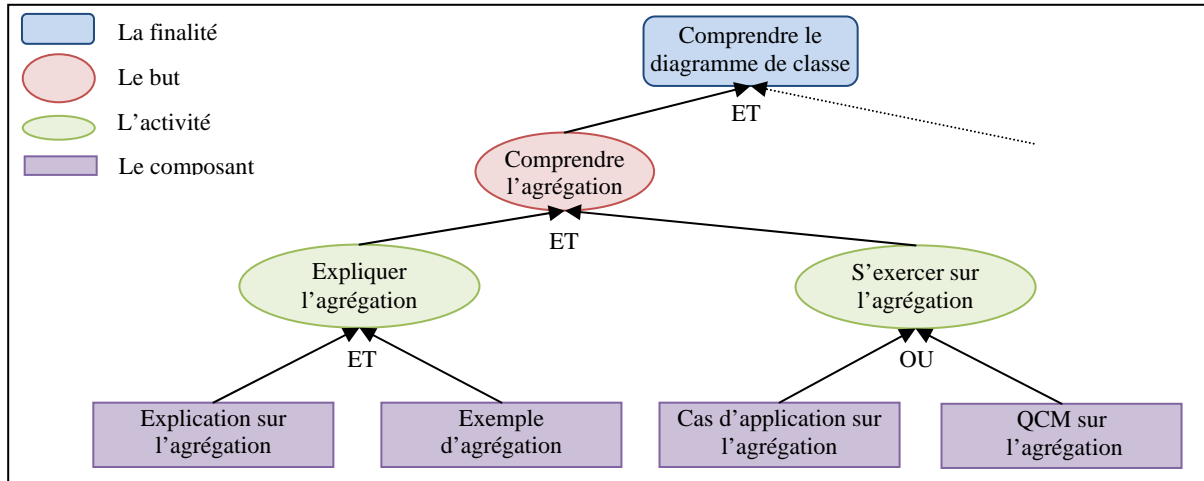 La finalité
Le but
L'activité
Le composant
Comprendre le
diagramme de classe
ET
Comprendre
l'agrégation
ET
Expliquer
l'agrégation
S'exercer sur
l'agrégation
ET
OU
Explication sur
l'agrégation
Exemple
d'agrégation
Cas d'application sur
l'agrégation
QCM sur
l'agrégation